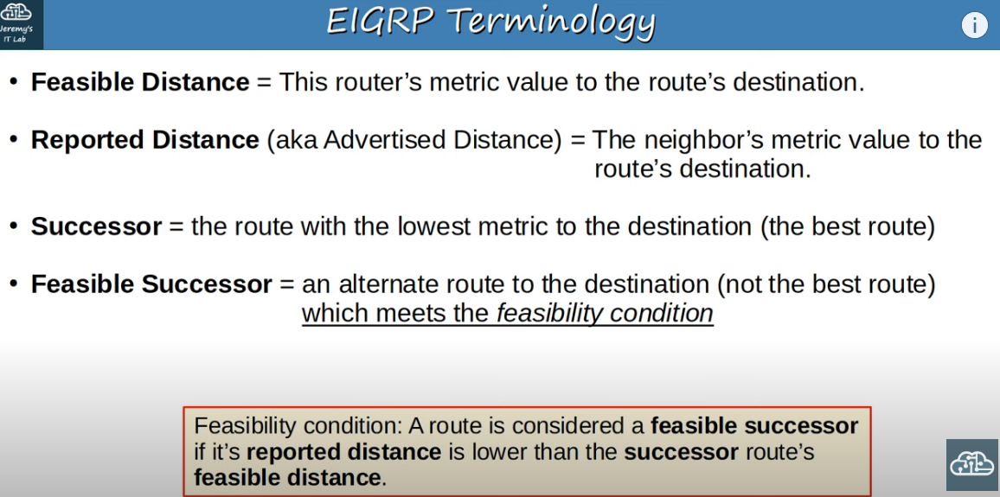 Jeremy's
IT Lab
EIGRP Terminology
i
• Feasible Distance = This router's metric value to the route's destination.
• Reported Distance (aka Advertised Distance) = The neighbor's metric value to the
route's destination.
• Successor = the route with the lowest metric to the destination (the best route)
• Feasible Successor = an alternate route to the destination (not the best route)
which meets the feasibility condition
Feasibility condition: A route is considered a feasible successor
if it's reported distance is lower than the successor route's
feasible distance.